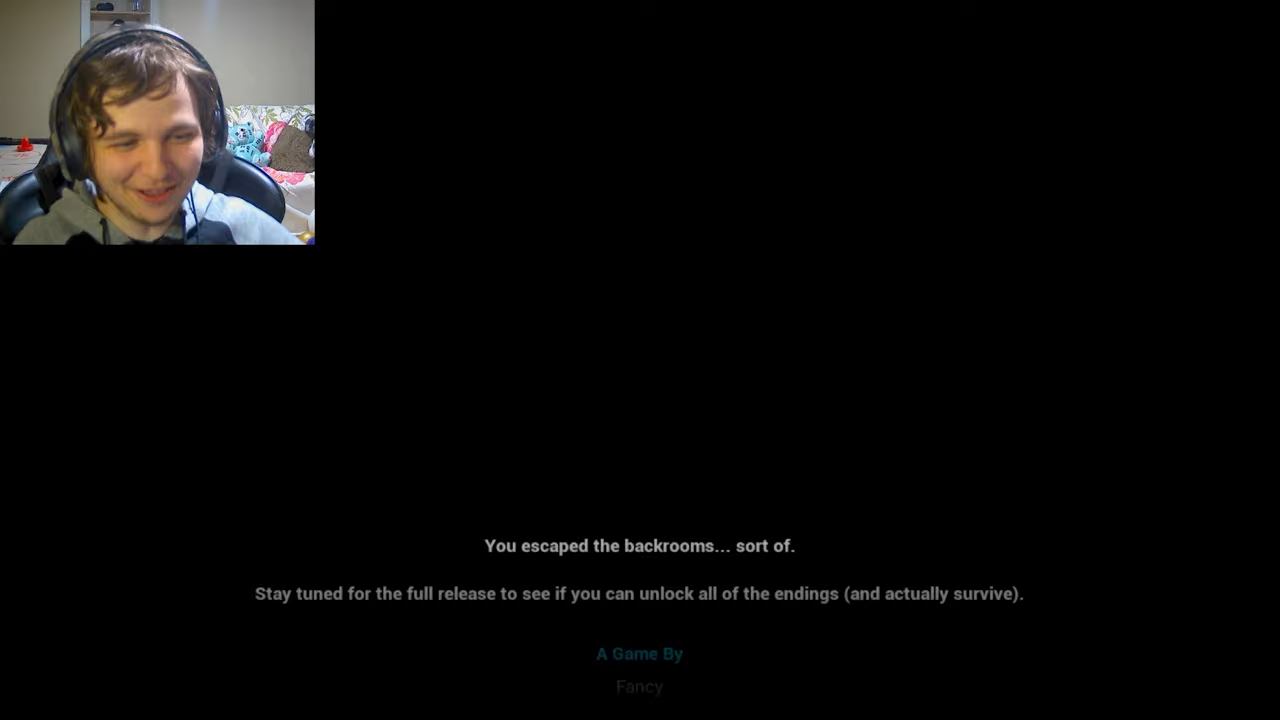 You escaped the backrooms... sort of.
Stay tuned for the full release to see if you can unlock all of the endings (and actually survive).
A Game By
Fancy